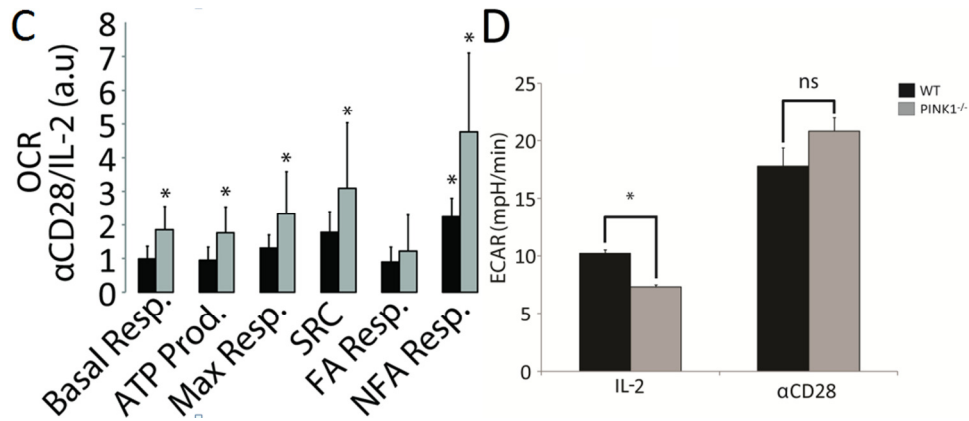 C
OCR
αCD28/IL-2 (a.u)
8
7
6
5
4
3
2
1
0
*
*
*
*
*
*
Basal Resp.
ATP Prod.
Max Resp.
SRC
FA Resp.
NFA Resp.
D
ECAR (mpH/min)
25
20
15
10
5
0
*
ns
IL-2
αCD28
WT
PINK1-/-